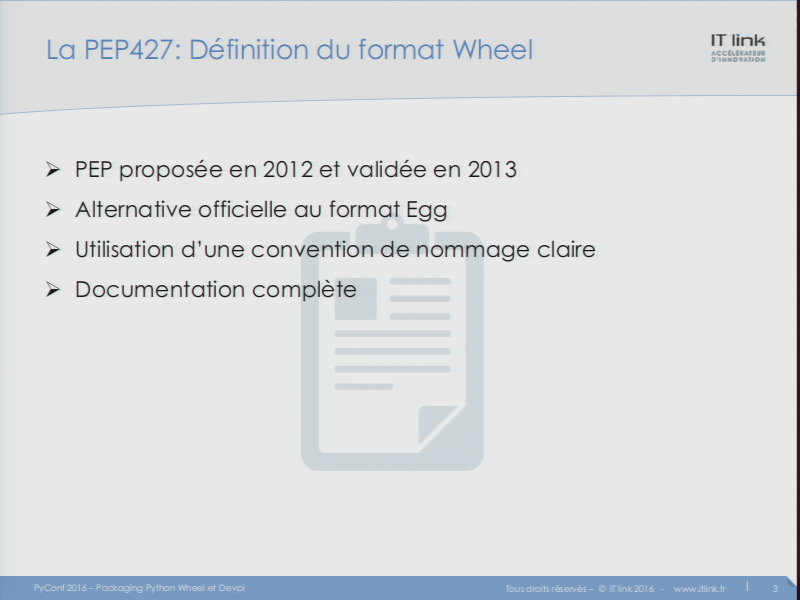 La PEP427: Définition du format Wheel
IT link
ACCÉLÉRATEUR
D'INNOVATION
PEP proposée en 2012 et validée en 2013
Alternative officielle au format Egg
Utilisation d'une convention de nommage claire
Documentation complète
PyConf 2016 – Packaging Python Wheel et Devpi
Tous droits réservés – © IT link 2016 - www.itlink.fr | 3